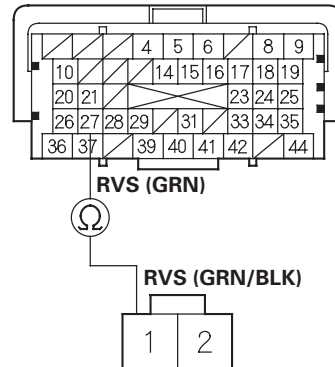 4 5 6 8 9
10 14 15 16 17 18 19
20 21 23 24 25
26 27 28 29 31 33 34 35
36 37 39 40 41 42 44
RVS (GRN)
Ω
RVS (GRN/BLK)
1 2